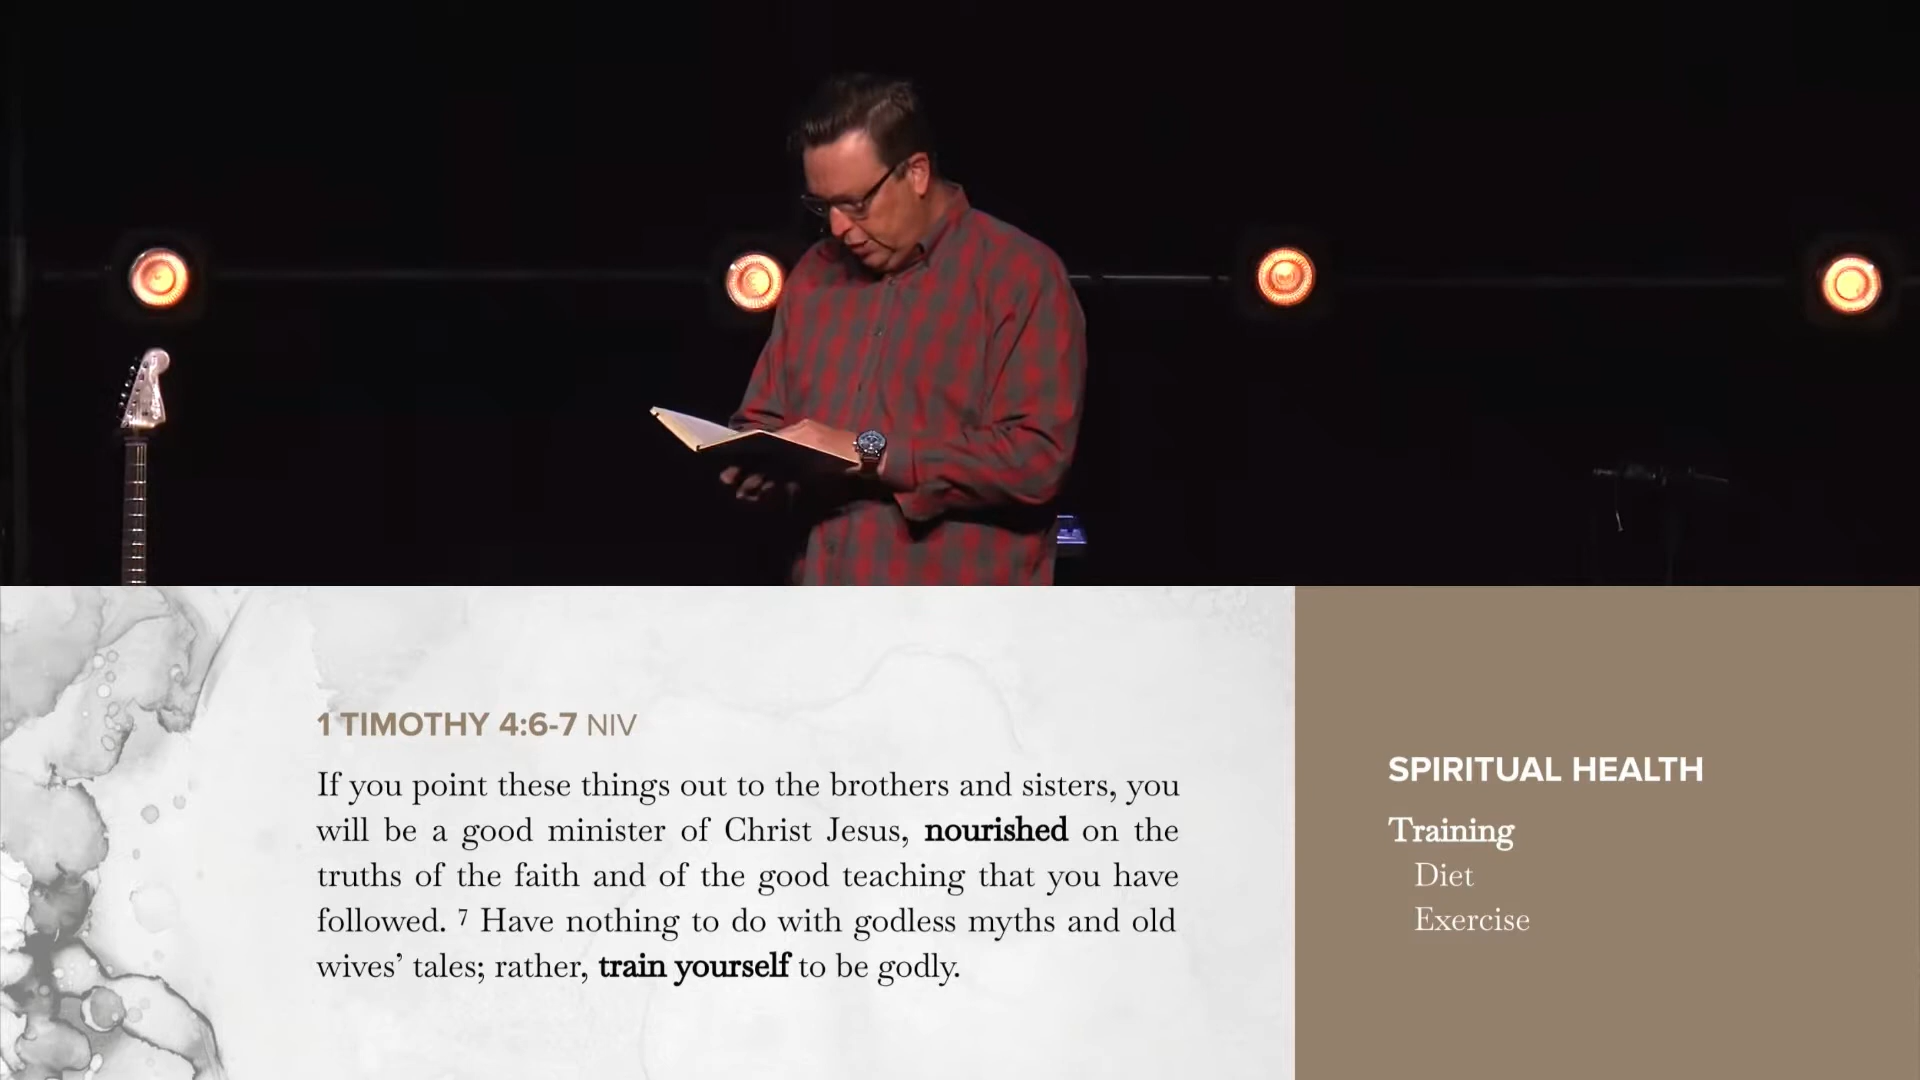 1 TIMOTHY 4:6-7 NIV
If you point these things out to the brothers and sisters, you
will be a good minister of Christ Jesus, nourished on the
truths of the faith and of the good teaching that you have
followed. ⁷ Have nothing to do with godless myths and old
wives’ tales; rather, train yourself to be godly.
SPIRITUAL HEALTH
Training
Diet
Exercise